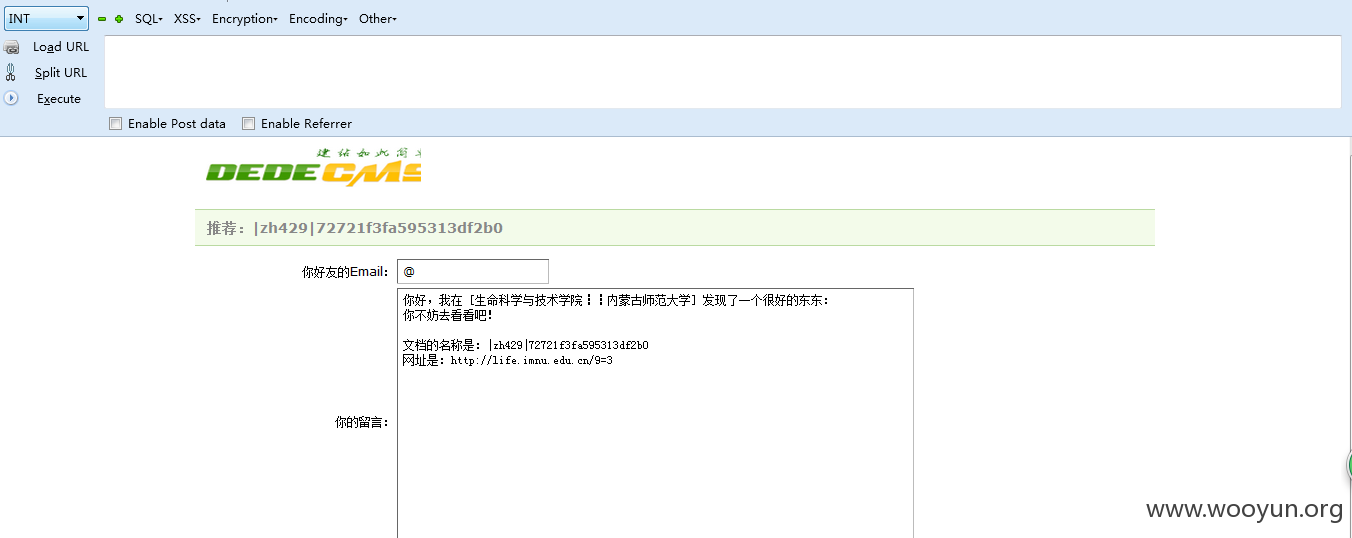 INT SQL▾ XSS▾ Encryption▾ Encoding▾ Other▾
Load URL
Split URL
Execute
Enable Post data Enable Referrer
建站如此简
DEDECMS
推荐：|zh429|72721f3fa595313df2b0
你好友的Email： @
你好，我在 [生命科学与技术学院┋┋内蒙古师范大学] 发现了一个很好的东东：
你不妨去看看吧！
文档的名称是：|zh429|72721f3fa595313df2b0
网址是：http://life.imnu.edu.cn/9=3
你的留言：
www.wooyun.org